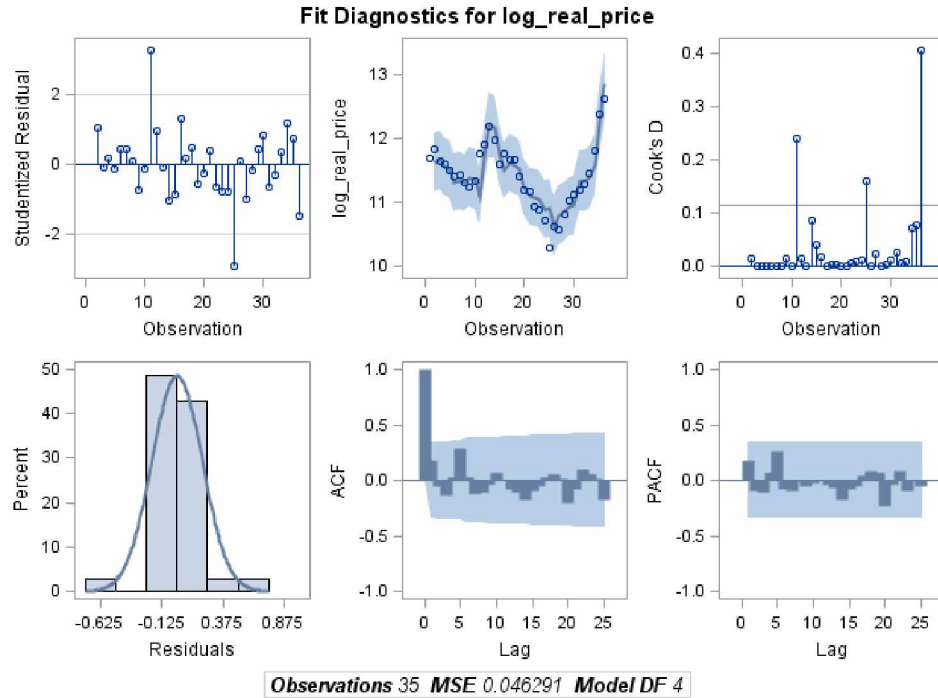 Fit Diagnostics for log_real_price
Studentized Residual
2
0
-2
0 10 20 30
Observation
log_real_price
13
12
11
10
0 10 20 30
Observation
Cook's D
0.4
0.3
0.2
0.1
0.0
0 10 20 30
Observation
Percent
50
40
30
20
10
0
-0.625 -0.125 0.375 0.875
Residuals
ACF
1.0
0.5
0.0
-0.5
-1.0
0 5 10 15 20 25
Lag
PACF
1.0
0.5
0.0
-0.5
-1.0
0 5 10 15 20 25
Lag
Observations 35 MSE 0.046291 Model DF 4